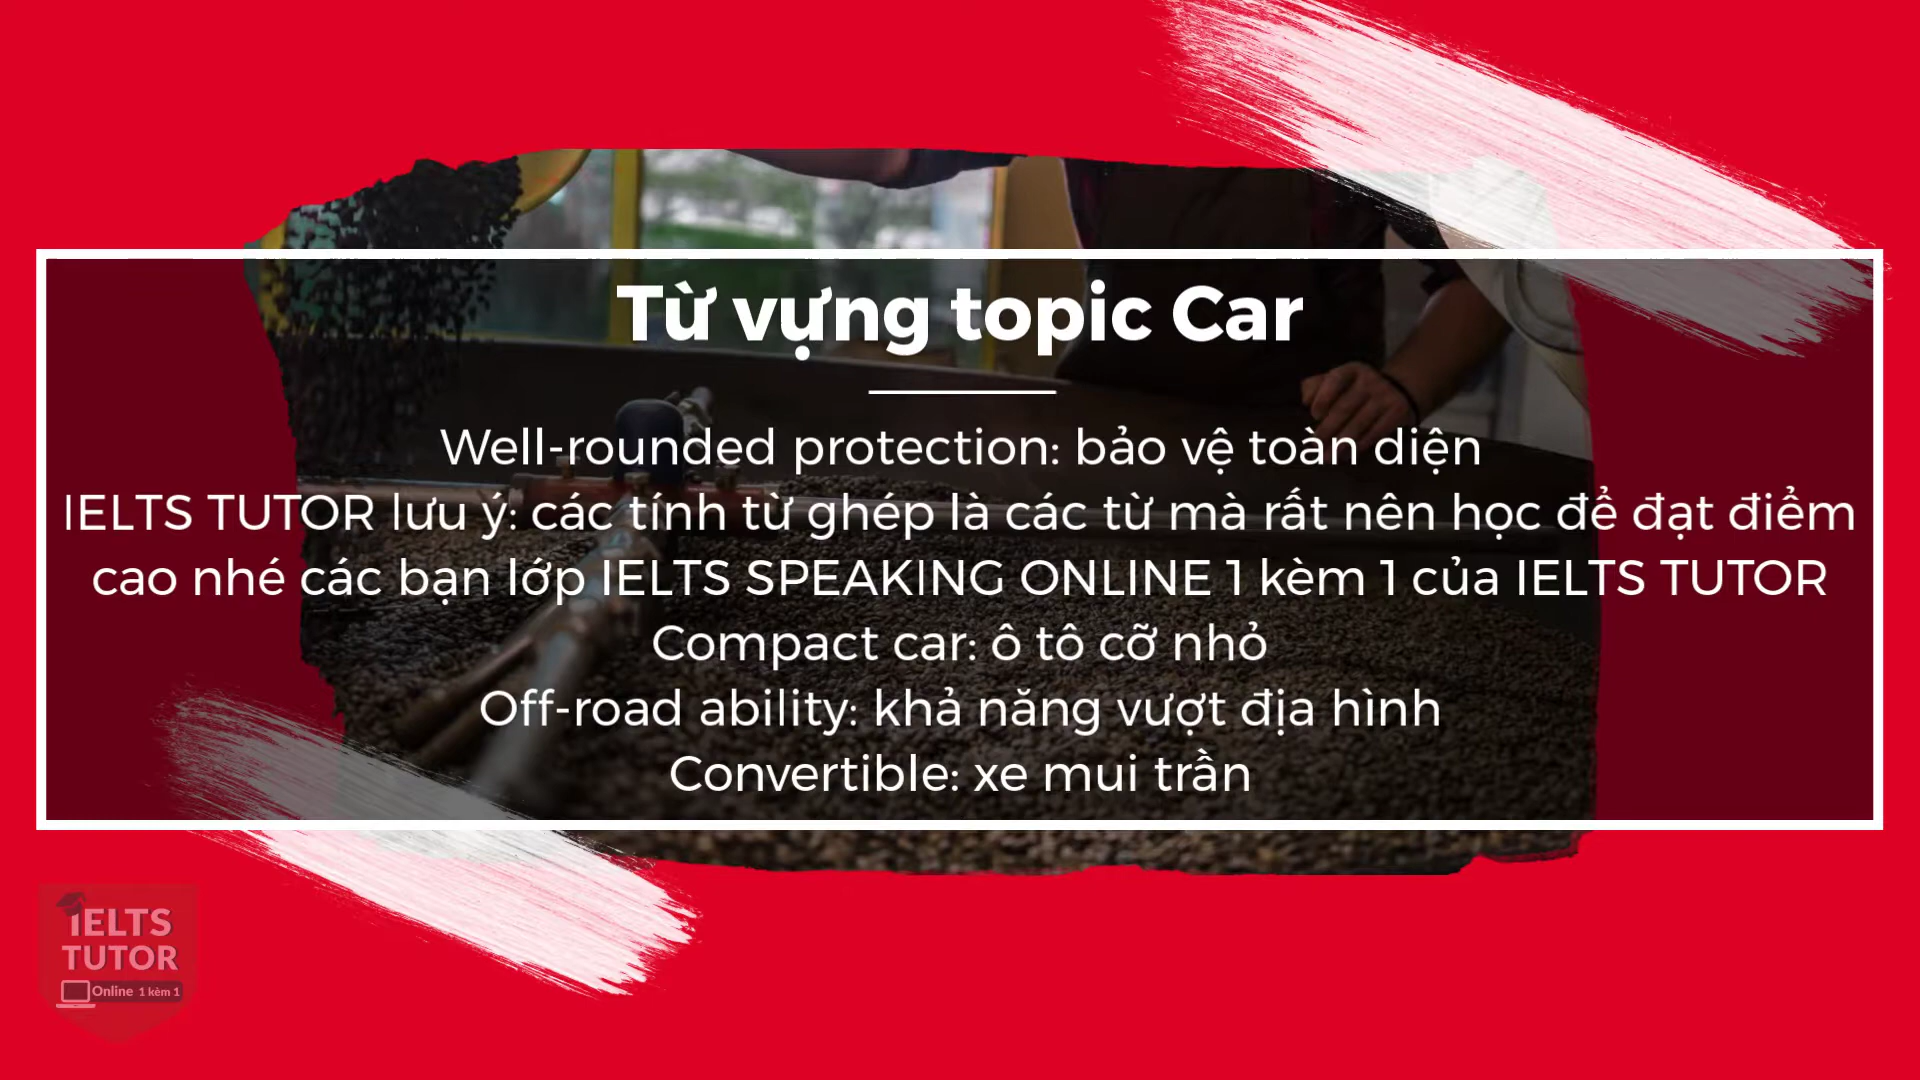 Từ vựng topic Car
Well-rounded protection: bảo vệ toàn diện
IELTS TUTOR lưu ý: các tính từ ghép là các từ mà rất nên học để đạt điểm
cao nhé các bạn lớp IELTS SPEAKING ONLINE 1 kèm 1 của IELTS TUTOR
Compact car: ô tô cỡ nhỏ
Off-road ability: khả năng vượt địa hình
Convertible: xe mui trần
IELTS
TUTOR
Online 1 kèm 1